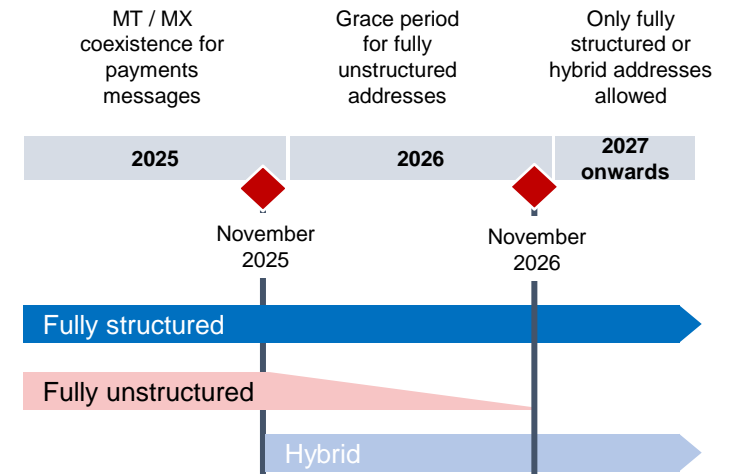 MT / MX
coexistence for
payments
messages
Grace period
for fully
unstructured
addresses
Only fully
structured or
hybrid addresses
allowed
2025
2026
2027
onwards
November
2025
November
2026
Fully structured
Fully unstructured
Hybrid